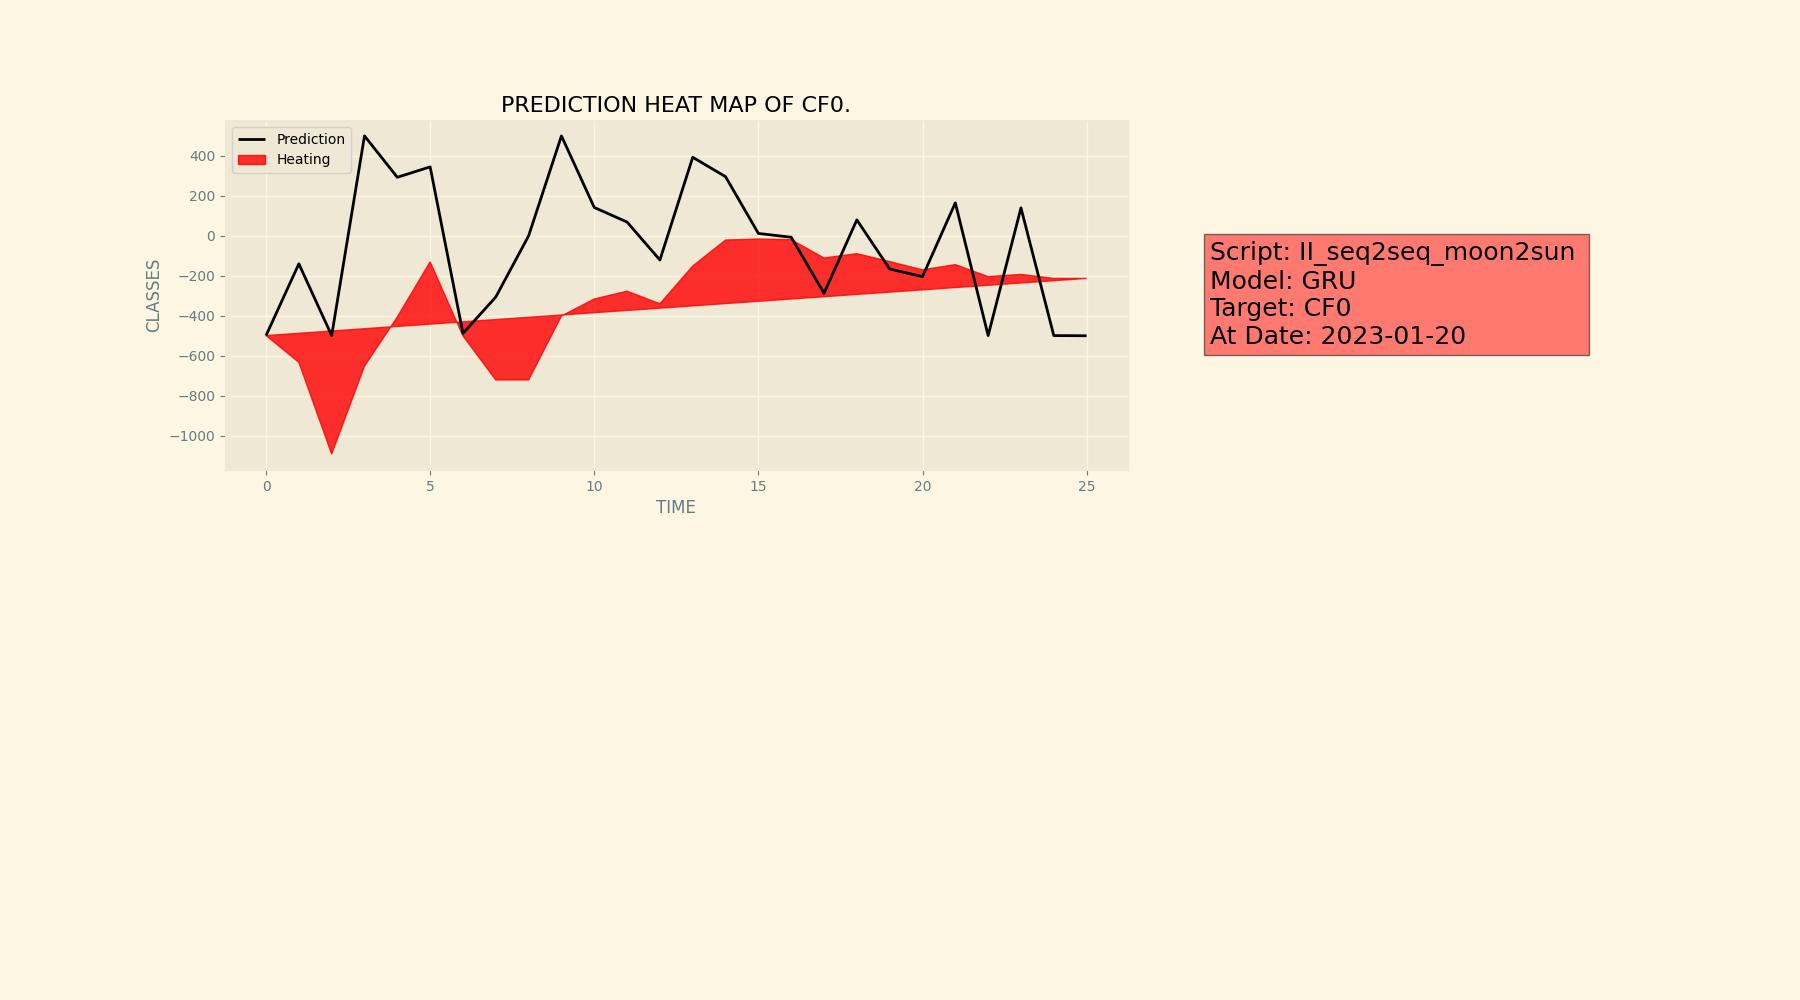 PREDICTION HEAT MAP OF CF0.
Prediction
Heating
400
200
0
−200
−400
−600
−800
−1000
CLASSES
0 5 10 15 20 25
TIME
Script: II_seq2seq_moon2sun
Model: GRU
Target: CF0
At Date: 2023-01-20